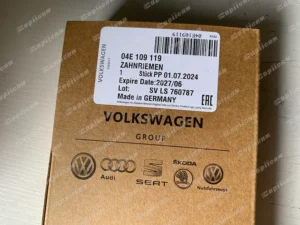 VOLKSWAGEN
04E 109 119
ZAHNRIEMEN
1 Stück PP 01.07.2024
Expire Date:2027/06
Lot: SV LS 760787
Made in GERMANY
EAC
VOLKSWAGEN
GROUP
Audi
SEAT
ŠKODA
Nutzfahrzeuge